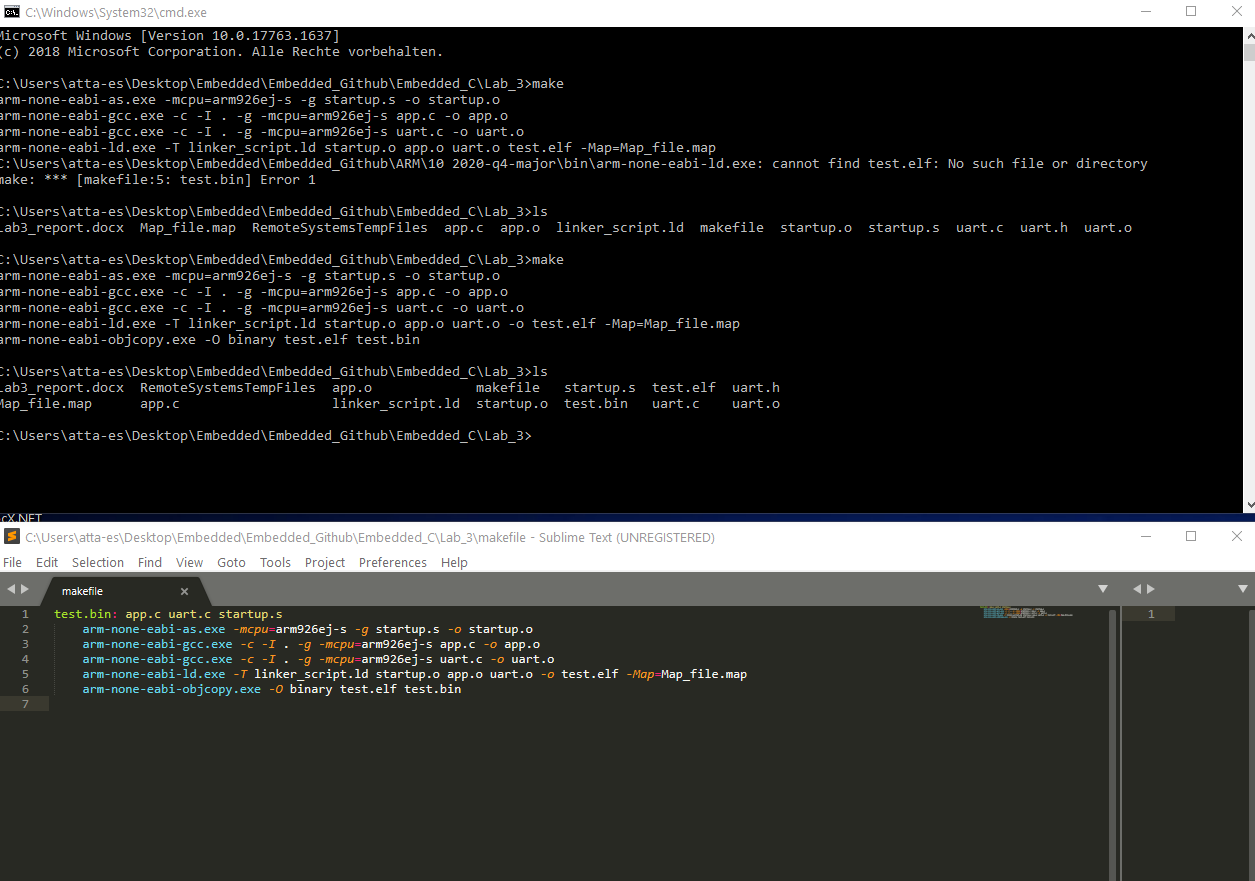 C:\Windows\System32\cmd.exe
Microsoft Windows [Version 10.0.17763.1637]
(c) 2018 Microsoft Corporation. Alle Rechte vorbehalten.
C:\Users\atta-es\Desktop\Embedded\Embedded_Github\Embedded_C\Lab_3>make
arm-none-eabi-as.exe -mcpu=arm926ej-s -g startup.s -o startup.o
arm-none-eabi-gcc.exe -c -I . -g -mcpu=arm926ej-s app.c -o app.o
arm-none-eabi-gcc.exe -c -I . -g -mcpu=arm926ej-s uart.c -o uart.o
arm-none-eabi-ld.exe -T linker_script.ld startup.o app.o uart.o test.elf -Map=Map_file.map
C:\Users\atta-es\Desktop\Embedded\Embedded_Github\ARM\10 2020-q4-major\bin\arm-none-eabi-ld.exe: cannot find test.elf: No such file or directory
make: *** [makefile:5: test.bin] Error 1
C:\Users\atta-es\Desktop\Embedded\Embedded_Github\Embedded_C\Lab_3>ls
Lab3_report.docx Map_file.map RemoteSystemsTempFiles app.c app.o linker_script.ld makefile startup.o startup.s uart.c uart.h uart.o
C:\Users\atta-es\Desktop\Embedded\Embedded_Github\Embedded_C\Lab_3>make
arm-none-eabi-as.exe -mcpu=arm926ej-s -g startup.s -o startup.o
arm-none-eabi-gcc.exe -c -I . -g -mcpu=arm926ej-s app.c -o app.o
arm-none-eabi-gcc.exe -c -I . -g -mcpu=arm926ej-s uart.c -o uart.o
arm-none-eabi-ld.exe -T linker_script.ld startup.o app.o uart.o -o test.elf -Map=Map_file.map
arm-none-eabi-objcopy.exe -O binary test.elf test.bin
C:\Users\atta-es\Desktop\Embedded\Embedded_Github\Embedded_C\Lab_3>ls
Lab3_report.docx RemoteSystemsTempFiles app.o makefile startup.s test.elf uart.h
Map_file.map app.c linker_script.ld startup.o test.bin uart.c uart.o
C:\Users\atta-es\Desktop\Embedded\Embedded_Github\Embedded_C\Lab_3>
cX.NET
C:\Users\atta-es\Desktop\Embedded\Embedded_Github\Embedded_C\Lab_3\makefile - Sublime Text (UNREGISTERED)
File Edit Selection Find View Goto Tools Project Preferences Help
makefile
1 test.bin: app.c uart.c startup.s
2 arm-none-eabi-as.exe -mcpu=arm926ej-s -g startup.s -o startup.o
3 arm-none-eabi-gcc.exe -c -I . -g -mcpu=arm926ej-s app.c -o app.o
4 arm-none-eabi-gcc.exe -c -I . -g -mcpu=arm926ej-s uart.c -o uart.o
5 arm-none-eabi-ld.exe -T linker_script.ld startup.o app.o uart.o -o test.elf -Map=Map_file.map
6 arm-none-eabi-objcopy.exe -O binary test.elf test.bin
7
1